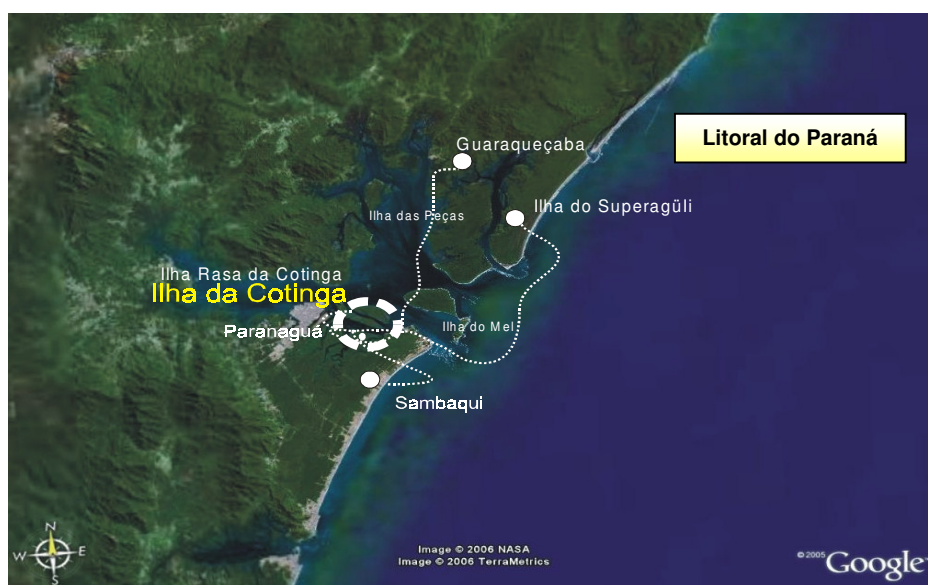 Litoral do Paraná
Guaraqueçaba
Ilha das Peças
Ilha do Superagüli
Ilha Rasa da Cotinga
Ilha da Cotinga
Paranaguá
Ilha do Mel
Sambaqui
N
W E
S
Image © 2006 NASA
Image © 2006 TerraMetrics
©2005 Google